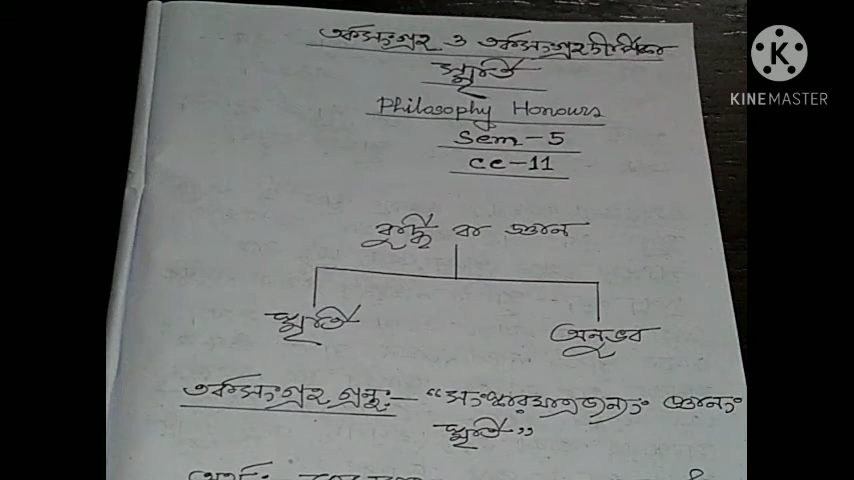 তর্কসংগ্রহ ও তর্কসংগ্রহদীপিকা
স্মৃতি
Philosophy Honours
Sem-5
CC-11
বুদ্ধি বা জ্ঞান
স্মৃতি
অনুভব
তর্কসংগ্রহ গ্রন্থ:- “সংস্কারমাত্রজন্যং জ্ঞানং
স্মৃতি”
K
KINEMASTER